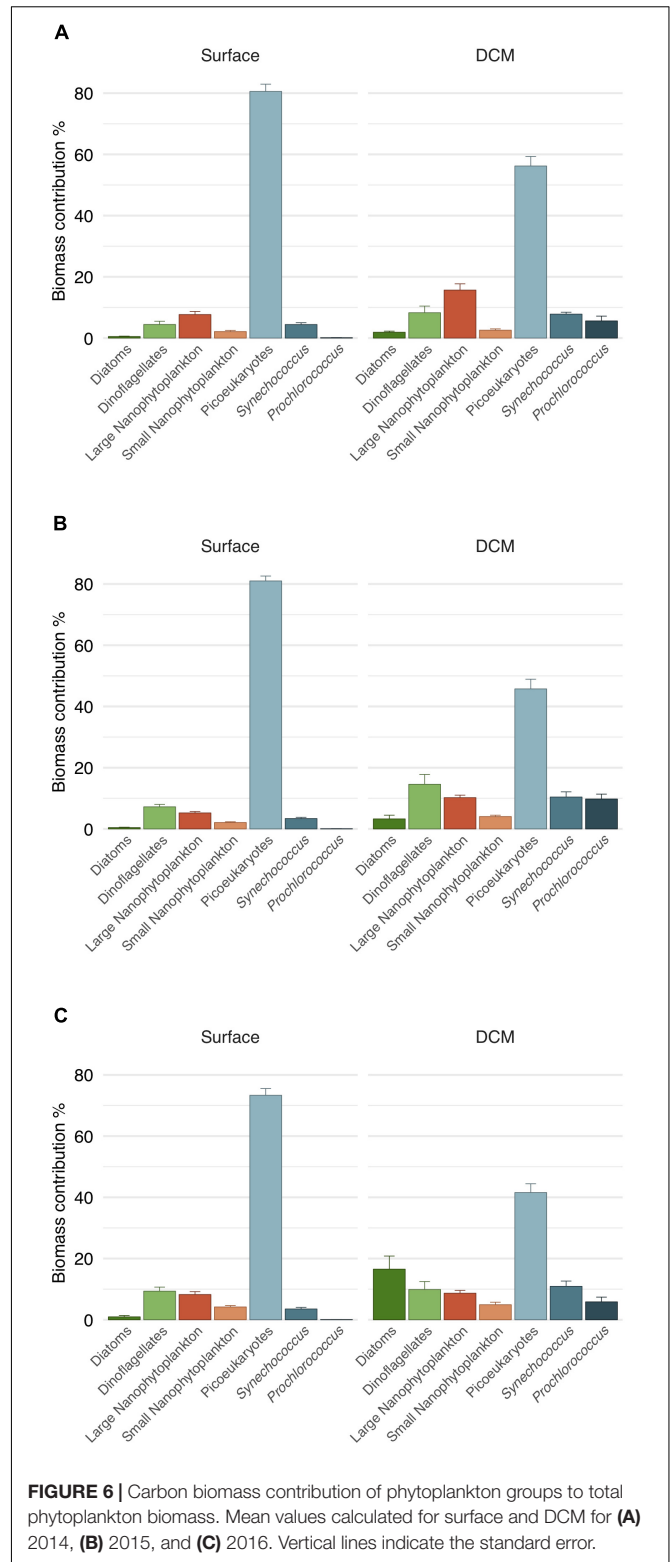 A
Surface
DCM
Biomass contribution %
80
60
40
20
0
Diatoms
Dinoflagellates
Large Nanophytoplankton
Small Nanophytoplankton
Picoeukaryotes
Synechococcus
Prochlorococcus
Diatoms
Dinoflagellates
Large Nanophytoplankton
Small Nanophytoplankton
Picoeukaryotes
Synechococcus
Prochlorococcus
B
Surface
DCM
Biomass contribution %
80
60
40
20
0
Diatoms
Dinoflagellates
Large Nanophytoplankton
Small Nanophytoplankton
Picoeukaryotes
Synechococcus
Prochlorococcus
Diatoms
Dinoflagellates
Large Nanophytoplankton
Small Nanophytoplankton
Picoeukaryotes
Synechococcus
Prochlorococcus
C
Surface
DCM
Biomass contribution %
80
60
40
20
0
Diatoms
Dinoflagellates
Large Nanophytoplankton
Small Nanophytoplankton
Picoeukaryotes
Synechococcus
Prochlorococcus
Diatoms
Dinoflagellates
Large Nanophytoplankton
Small Nanophytoplankton
Picoeukaryotes
Synechococcus
Prochlorococcus
FIGURE 6 | Carbon biomass contribution of phytoplankton groups to total
phytoplankton biomass. Mean values calculated for surface and DCM for (A)
2014, (B) 2015, and (C) 2016. Vertical lines indicate the standard error.